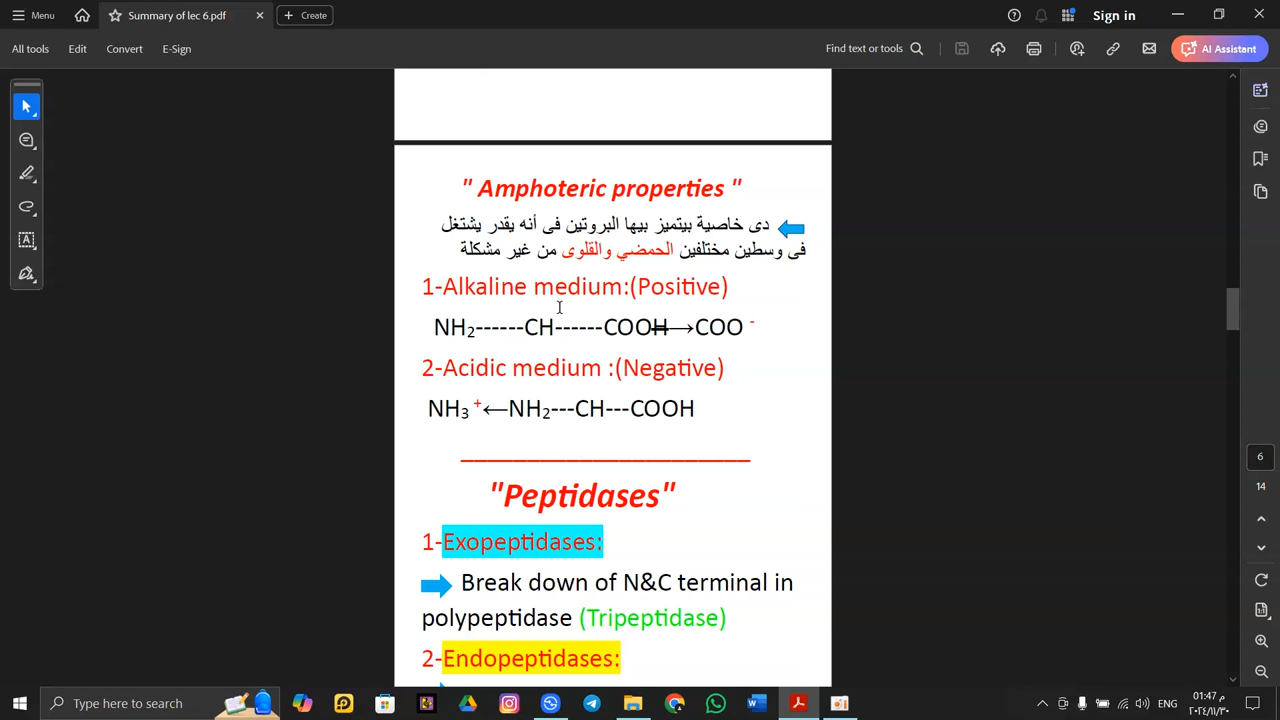 Menu
Summary of lec 6.pdf
Create
Sign in
All tools
Edit
Convert
E-Sign
Find text or tools
AI Assistant
" Amphoteric properties "
دى خاصية بيتميز بيها البروتين فى أنه يقدر يشتغل
فى وسطين مختلفين الحمضي والقلوى من غير مشكلة
1-Alkaline medium:(Positive)
NH₂------CH------COOH→COO ⁻
2-Acidic medium :(Negative)
NH₃ ⁺←NH₂---CH---COOH
_______________________
"Peptidases"
1-Exopeptidases:
Break down of N&C terminal in
polypeptidase (Tripeptidase)
2-Endopeptidases:
6
14
Type here to search
ENG
٠١:٤٧ م